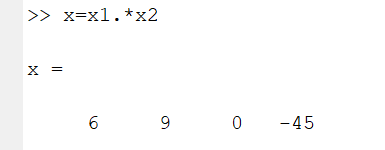 >> x=x1.*x2
x =
6 9 0 -45